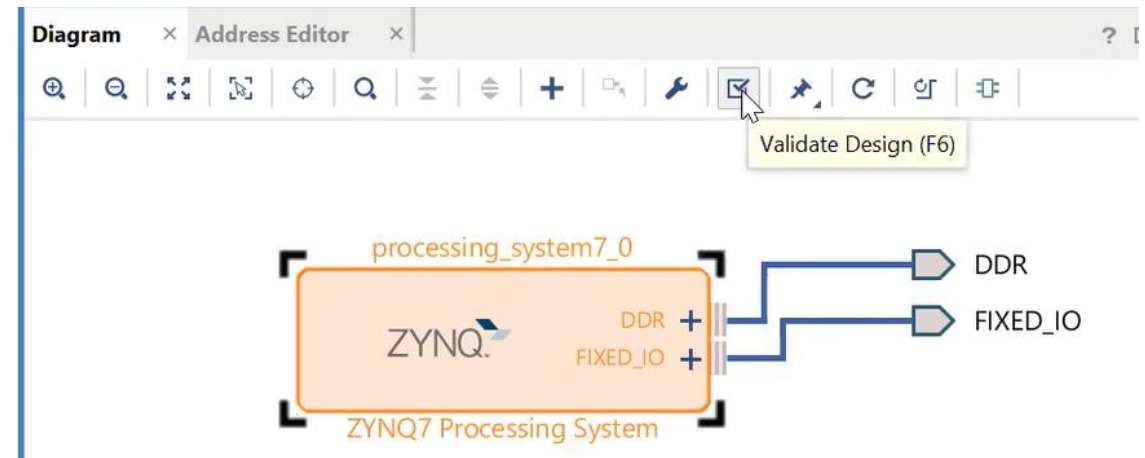 Diagram × Address Editor ×
?
Validate Design (F6)
processing_system7_0
DDR
DDR
ZYNQ.
FIXED_IO
FIXED_IO
ZYNQ7 Processing System